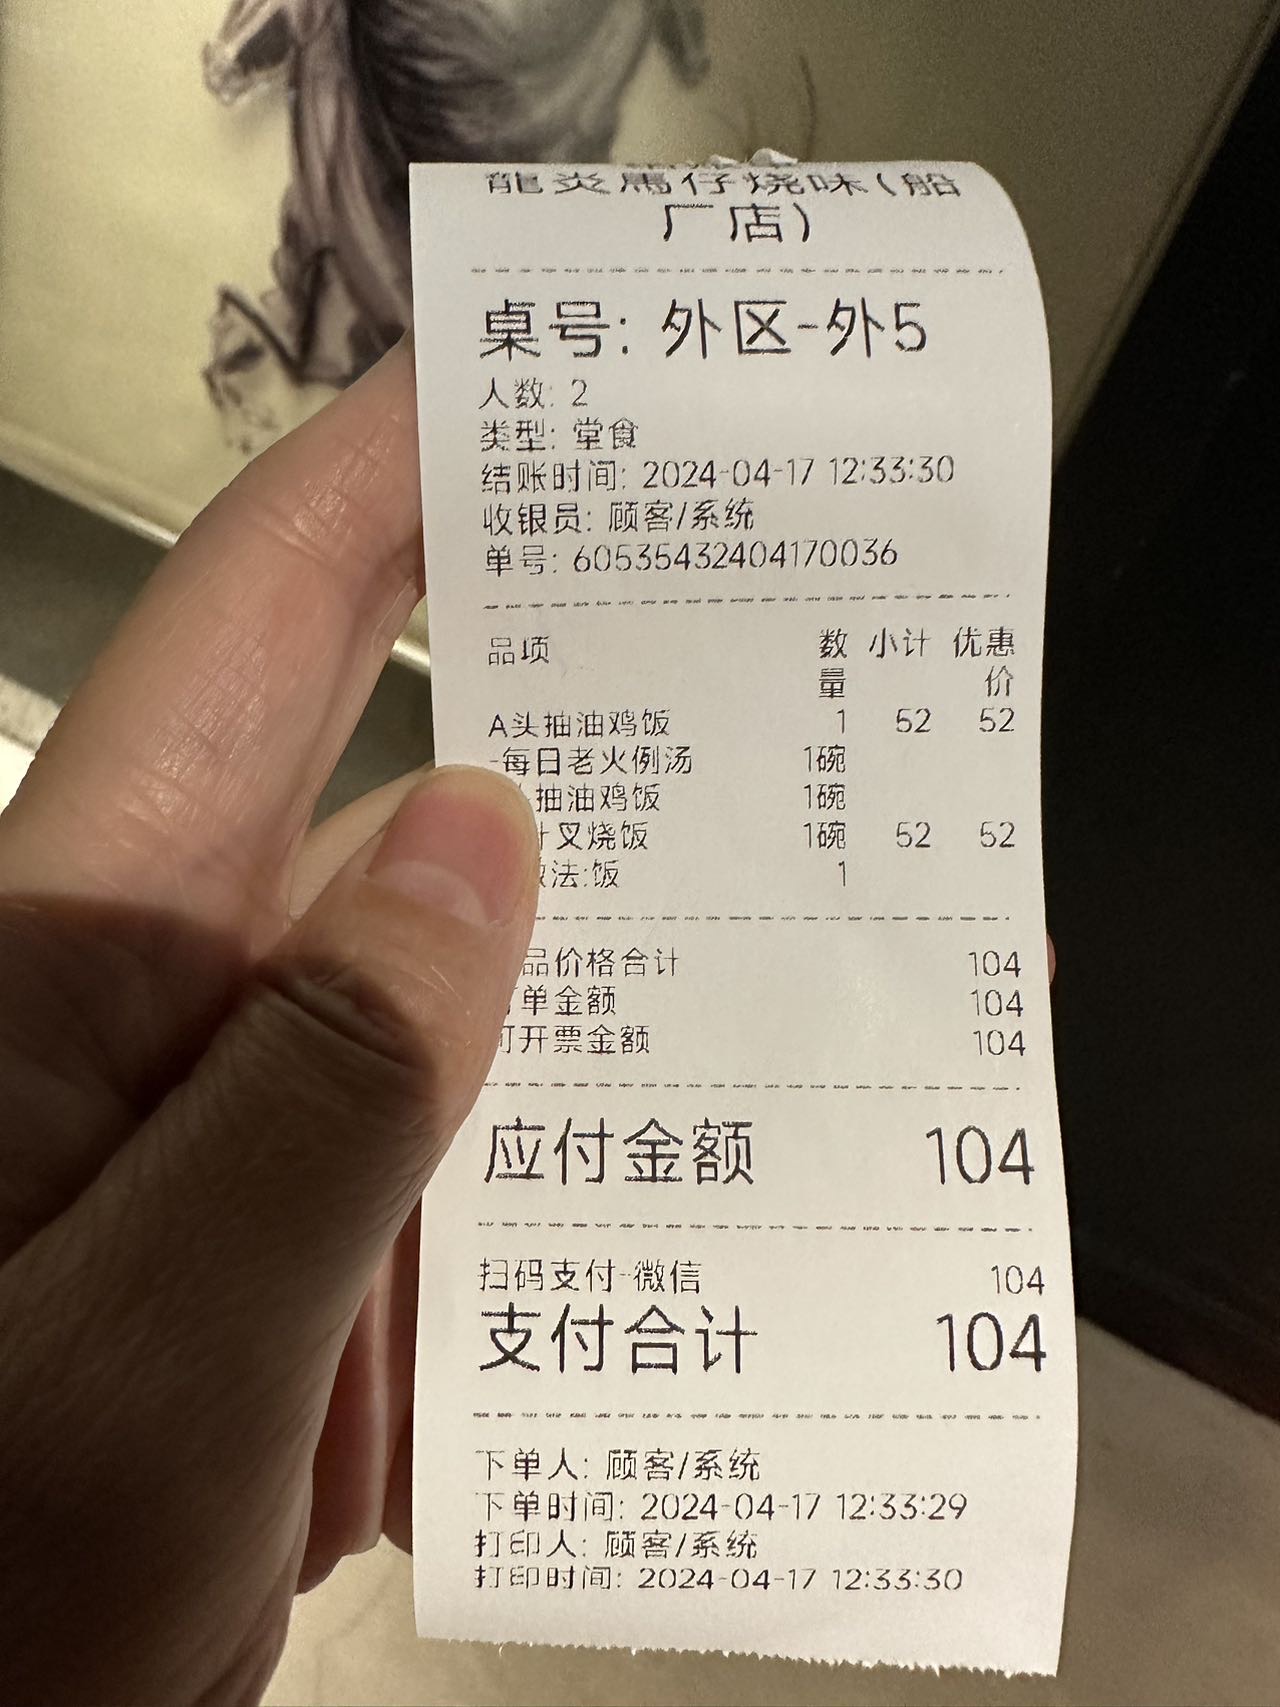 仔烧味(船
厂店)
桌号: 外区-外5
人数: 2
类型: 堂食
结账时间: 2024-04-17 12:33:30
收银员: 顾客/系统
单号: 60535432404170036
品项 数量 小计 优惠价
A头抽油鸡饭 1 52 52
-每日老火例汤 1碗
抽油鸡饭 1碗
叉烧饭 1碗 52 52
法:饭 1
品价格合计 104
单金额 104
可开票金额 104
应付金额 104
扫码支付-微信 104
支付合计 104
下单人: 顾客/系统
下单时间: 2024-04-17 12:33:29
打印人: 顾客/系统
打印时间: 2024-04-17 12:33:30